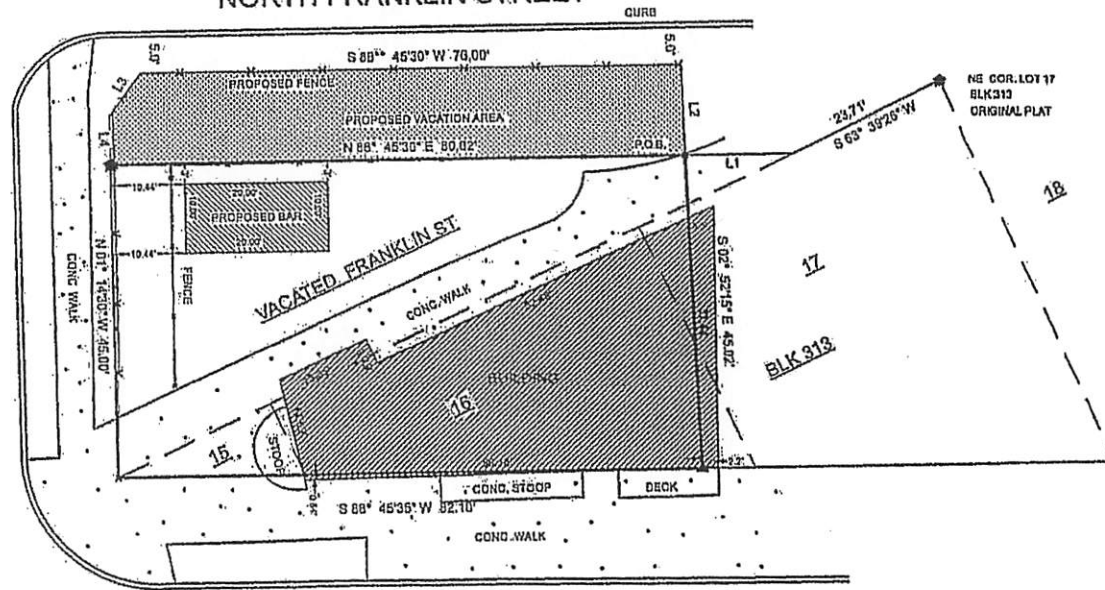 NORTH FRANKLIN STREET
CURB
5.0'
S 88° 45'30" W 76.00'
5.0'
L3
PROPOSED FENCE
L2
NE COR. LOT 17
BLK 313
ORIGINAL PLAT
23.71'
S 63° 39'26" W
PROPOSED VACATION AREA
L4
N 88° 45'30" E 80.02'
P.O.B.
L1
10.44'
20.00'
10.00'
PROPOSED BAR
10.00'
20.00'
10.44'
18
17
CONC WALK
N 01° 14'30" W 45.00'
FENCE
VACATED FRANKLIN ST.
CONC. WALK
S 02° 52'15" E 45.02'
BLK 313
BUILDING
16
15
STOOP
2.2'
CONC. STOOP
DECK
S 88° 45'35" W 82.10'
CONC. WALK